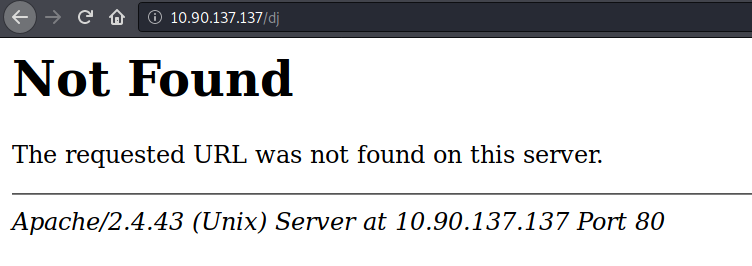 10.90.137.137/dj
Not Found
The requested URL was not found on this server.
Apache/2.4.43 (Unix) Server at 10.90.137.137 Port 80